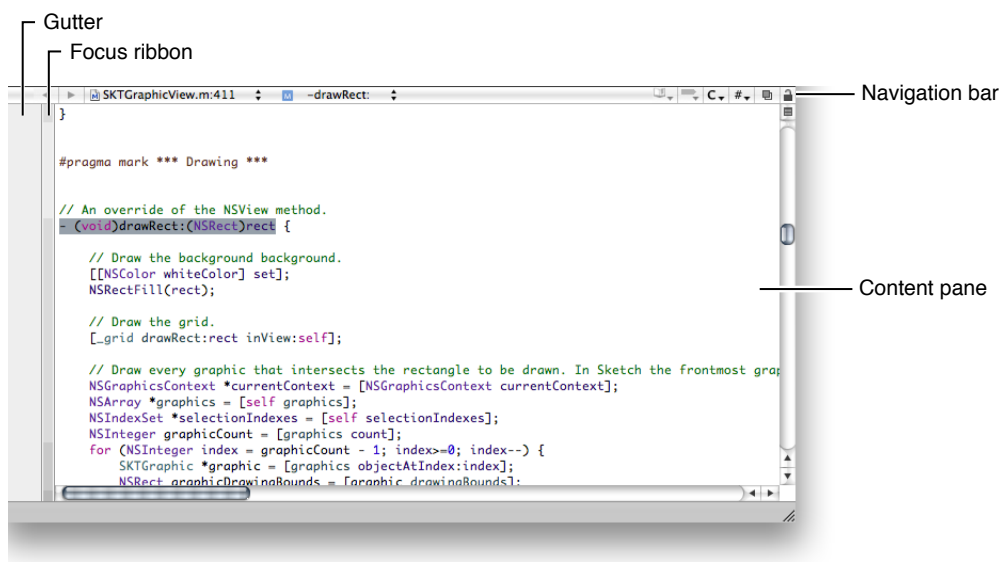 Gutter
Focus ribbon
SKTGraphicView.m:411 M -drawRect: C #
Navigation bar
}
#pragma mark *** Drawing ***
// An override of the NSView method.
- (void)drawRect:(NSRect)rect {
// Draw the background background.
[[NSColor whiteColor] set];
NSRectFill(rect);
Content pane
// Draw the grid.
[_grid drawRect:rect inView:self];
// Draw every graphic that intersects the rectangle to be drawn. In Sketch the frontmost grap
NSGraphicsContext *currentContext = [NSGraphicsContext currentContext];
NSArray *graphics = [self graphics];
NSIndexSet *selectionIndexes = [self selectionIndexes];
NSInteger graphicCount = [graphics count];
for (NSInteger index = graphicCount - 1; index>=0; index--) {
SKTGraphic *graphic = [graphics objectAtIndex:index];
NSRect graphicDrawingBounds = [graphic drawingBounds];